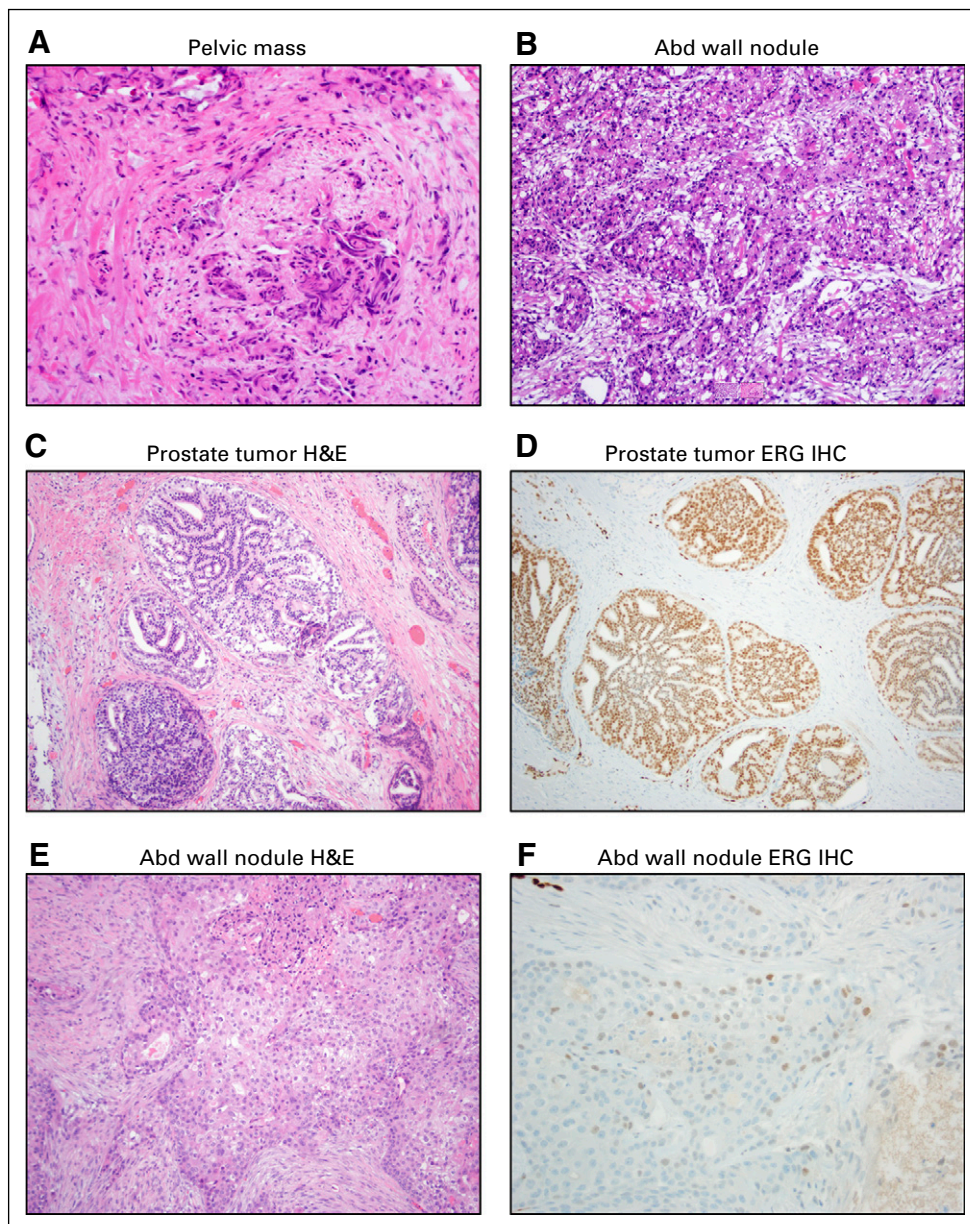 A Pelvic mass
B Abd wall nodule
C Prostate tumor H&E
D Prostate tumor ERG IHC
E Abd wall nodule H&E
F Abd wall nodule ERG IHC